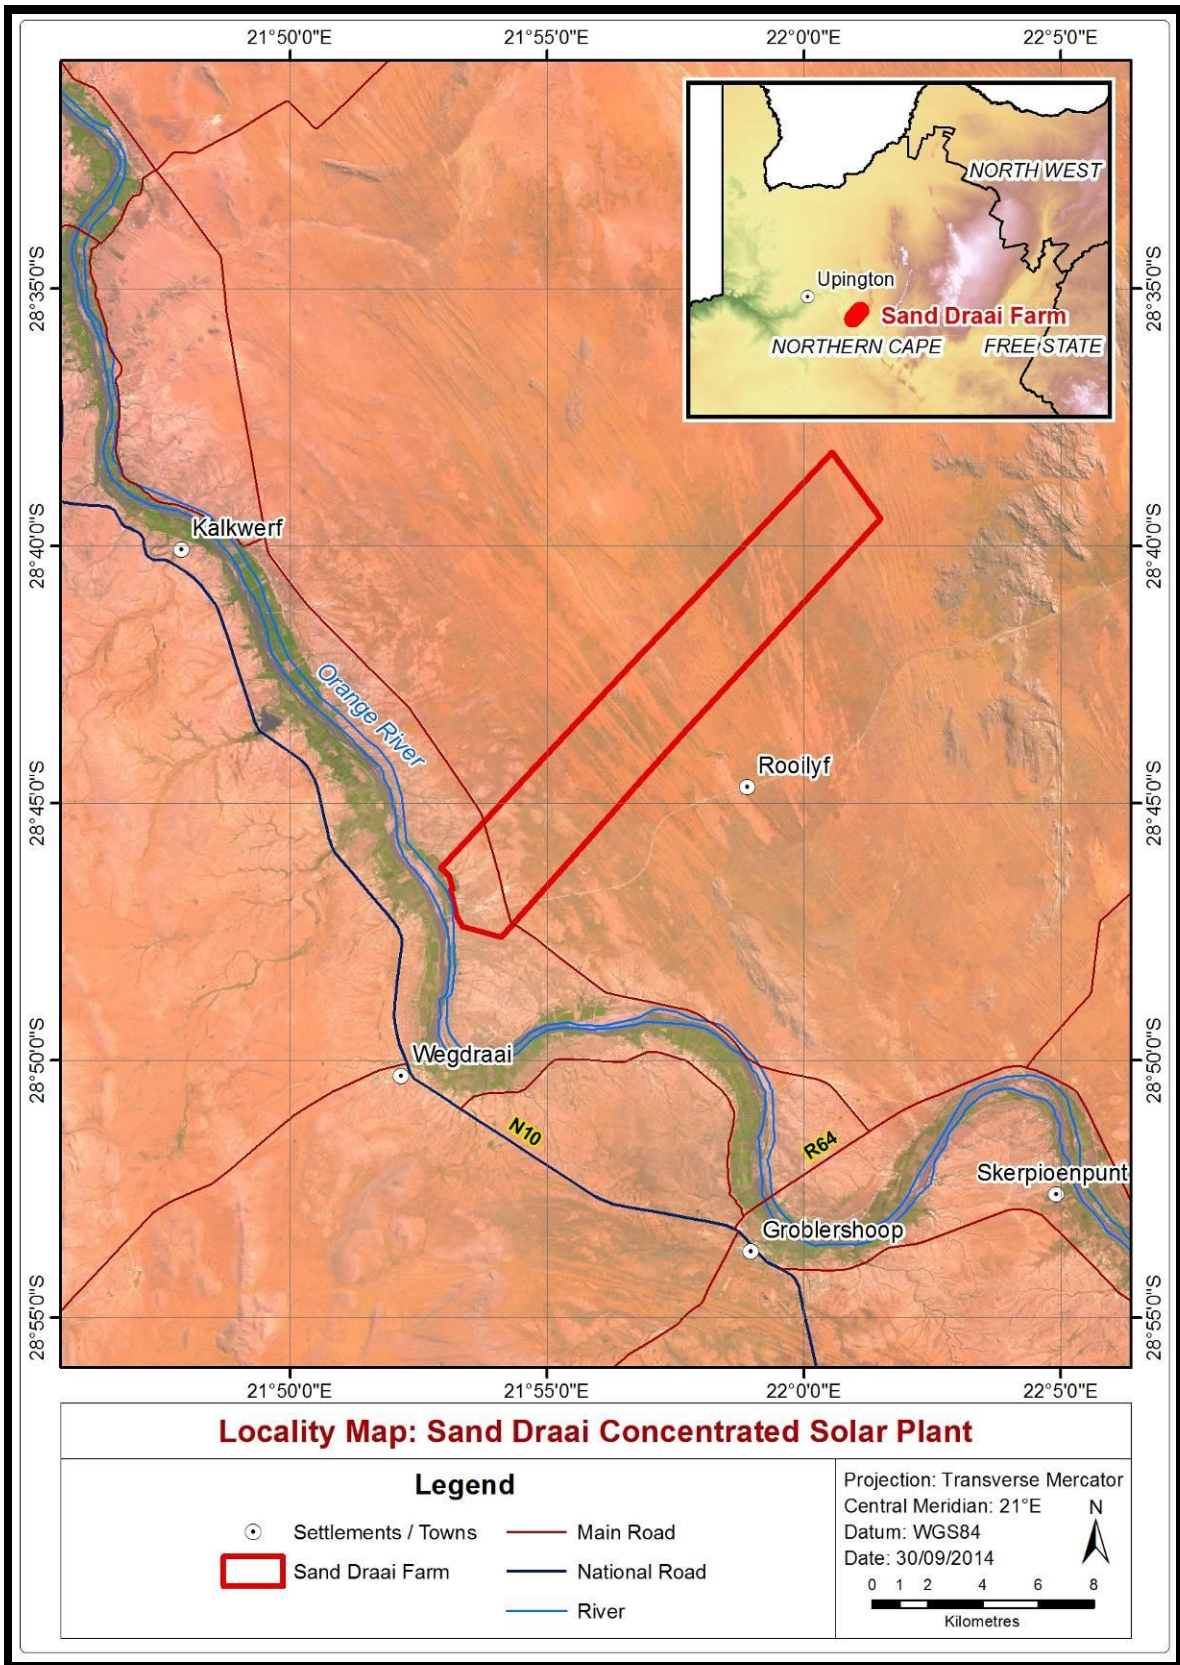 21°50'0"E
21°55'0"E
22°0'0"E
22°5'0"E
NORTH WEST
Upington
Sand Draai Farm
NORTHERN CAPE
FREE STATE
28°35'0"S
28°35'0"S
Kalkwerf
28°40'0"S
28°40'0"S
Orange River
Rooilyf
28°45'0"S
28°45'0"S
Wegdraai
28°50'0"S
28°50'0"S
N10
R64
Skerpioenpunt
Groblershoop
28°55'0"S
28°55'0"S
21°50'0"E
21°55'0"E
22°0'0"E
22°5'0"E
Locality Map: Sand Draai Concentrated Solar Plant
Legend
Settlements / Towns
Main Road
Sand Draai Farm
National Road
River
Projection: Transverse Mercator
Central Meridian: 21°E
N
Datum: WGS84
Date: 30/09/2014
0 1 2 4 6 8
Kilometres